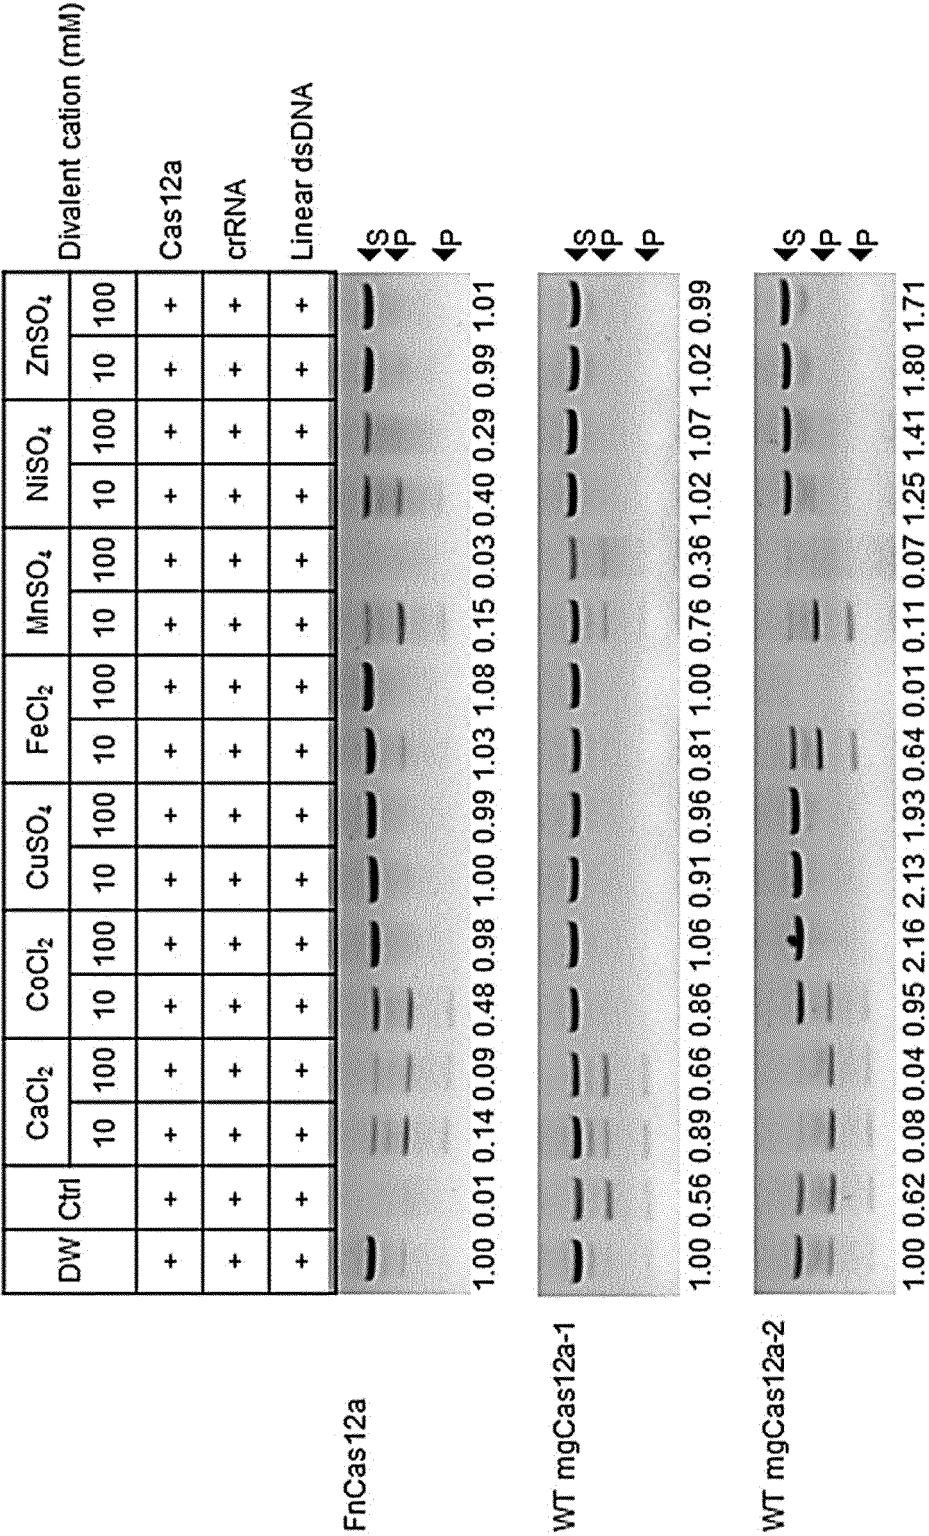 DW Ctrl CaCl₂ CoCl₂ CuSO₄ FeCl₂ MnSO₄ NiSO₄ ZnSO₄
10 100 10 100 10 100 10 100 10 100 10 100 10 100 Divalent cation (mM)
+ + + + + + + + + + + + + + + + Cas12a
+ + + + + + + + + + + + + + + + crRNA
+ + + + + + + + + + + + + + + + Linear dsDNA
FnCas12a ◀S ◀P ◀P
1.00 0.01 0.14 0.09 0.48 0.98 1.00 0.99 1.03 1.08 0.15 0.03 0.40 0.29 0.99 1.01
WT mgCas12a-1 ◀S ◀P ◀P
1.00 0.56 0.89 0.66 0.86 1.06 0.91 0.96 0.81 1.00 0.76 0.36 1.02 1.07 1.02 0.99
WT mgCas12a-2 ◀S ◀P ◀P
1.00 0.62 0.08 0.04 0.95 2.16 2.13 1.93 0.64 0.01 0.11 0.07 1.25 1.41 1.80 1.71